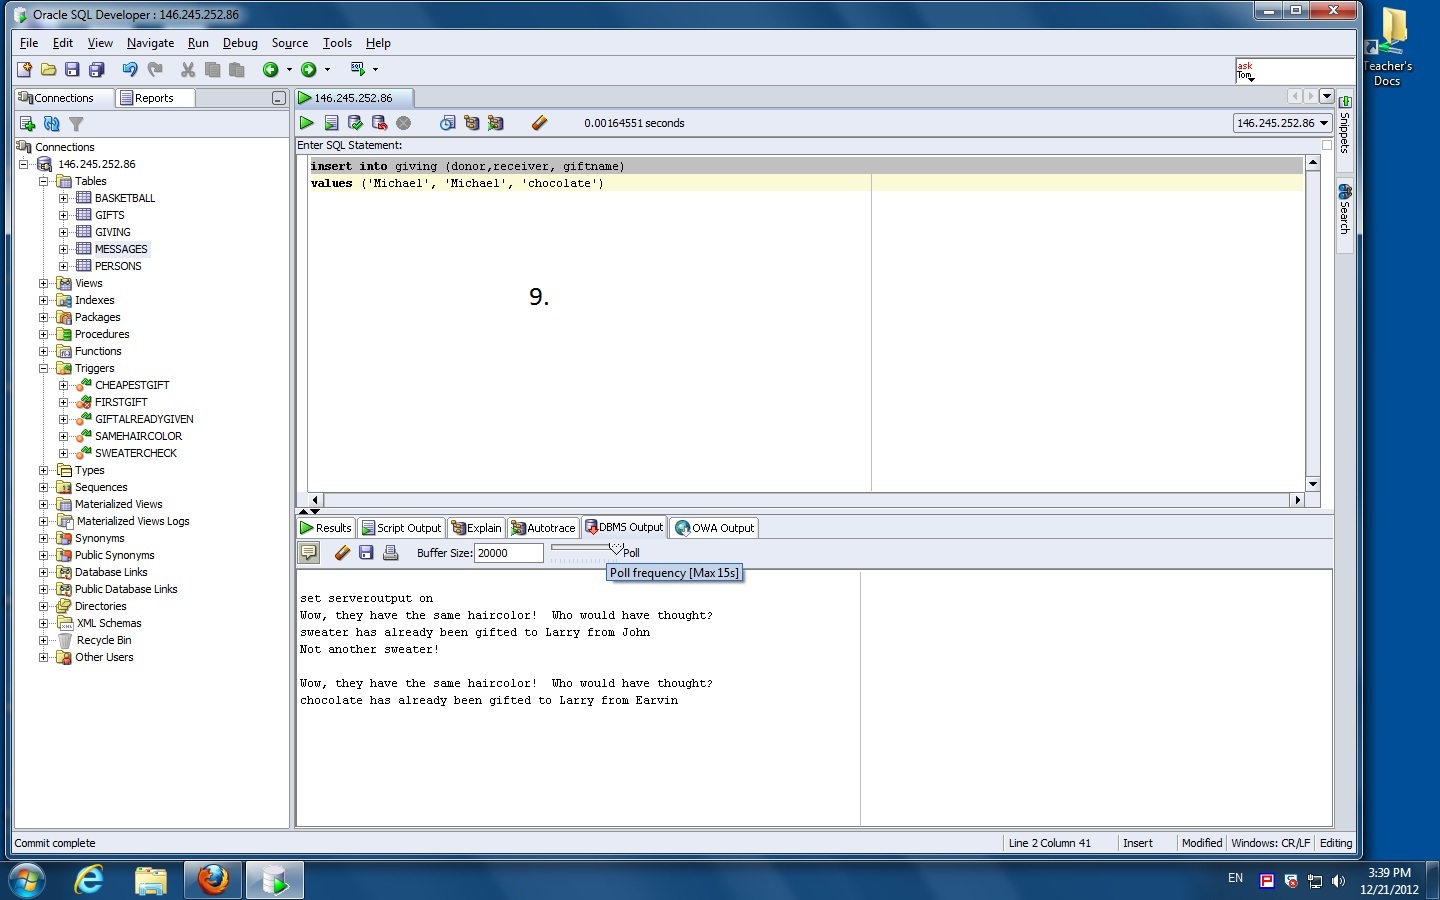 Oracle SQL Developer : 146.245.252.86
File Edit View Navigate Run Debug Source Tools Help
ask
Tom
Connections Reports
146.245.252.86
0.00164551 seconds
146.245.252.86
Enter SQL Statement:
insert into giving (donor,receiver, giftname)
values ('Michael', 'Michael', 'chocolate')
9.
Connections
146.245.252.86
Tables
BASKETBALL
GIFTS
GIVING
MESSAGES
PERSONS
Views
Indexes
Packages
Procedures
Functions
Triggers
CHEAPESTGIFT
FIRSTGIFT
GIFTALREADYGIVEN
SAMEHAIRCOLOR
SWEATERCHECK
Types
Sequences
Materialized Views
Materialized Views Logs
Synonyms
Public Synonyms
Database Links
Public Database Links
Directories
XML Schemas
Recycle Bin
Other Users
Snippets
Search
Results Script Output Explain Autotrace DBMS Output OWA Output
Buffer Size: 20000 Poll
Poll frequency [Max 15s]
set serveroutput on
Wow, they have the same haircolor!  Who would have thought?
sweater has already been gifted to Larry from John
Not another sweater!
Wow, they have the same haircolor!  Who would have thought?
chocolate has already been gifted to Larry from Earvin
Commit complete
Line 2 Column 41 Insert Modified Windows: CR/LF Editing
Teacher's
Docs
EN
3:39 PM
12/21/2012